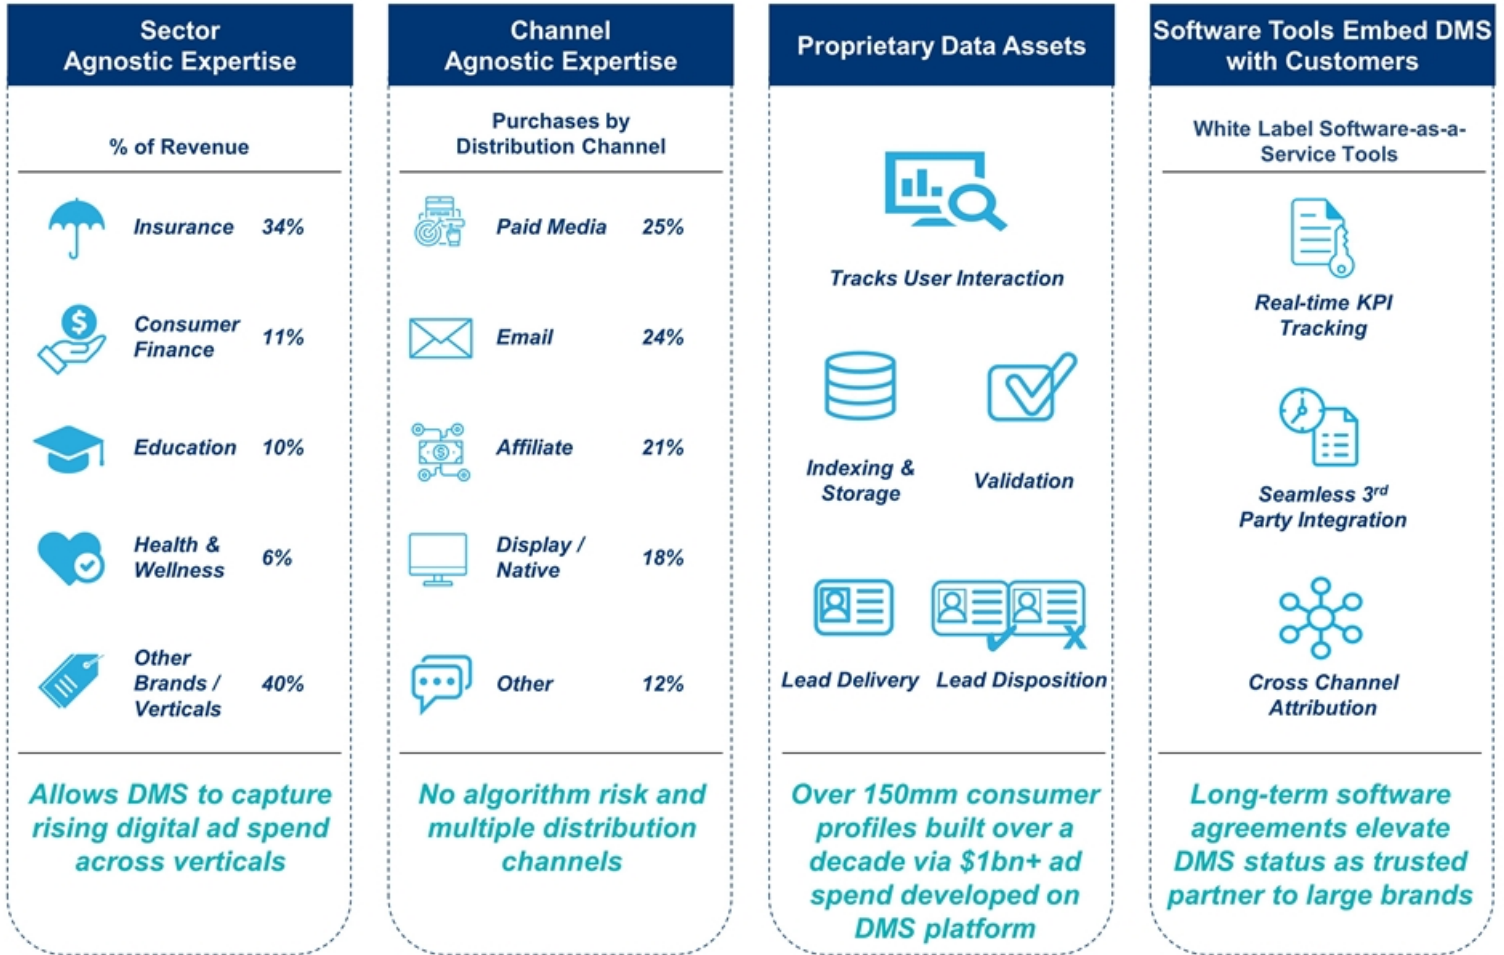 Sector
Agnostic Expertise
% of Revenue
Insurance 34%
Consumer
Finance
11%
Education 10%
Health &
Wellness
6%
Other
Brands /
Verticals
40%
Allows DMS to capture
rising digital ad spend
across verticals
Channel
Agnostic Expertise
Purchases by
Distribution Channel
Paid Media 25%
Email 24%
Affiliate 21%
Display /
Native
18%
Other 12%
No algorithm risk and
multiple distribution
channels
Proprietary Data Assets
Tracks User Interaction
Indexing &
Storage
Validation
Lead Delivery
Lead Disposition
Over 150mm consumer
profiles built over a
decade via $1bn+ ad
spend developed on
DMS platform
Software Tools Embed DMS
with Customers
White Label Software-as-a-
Service Tools
Real-time KPI
Tracking
Seamless 3rd
Party Integration
Cross Channel
Attribution
Long-term software
agreements elevate
DMS status as trusted
partner to large brands